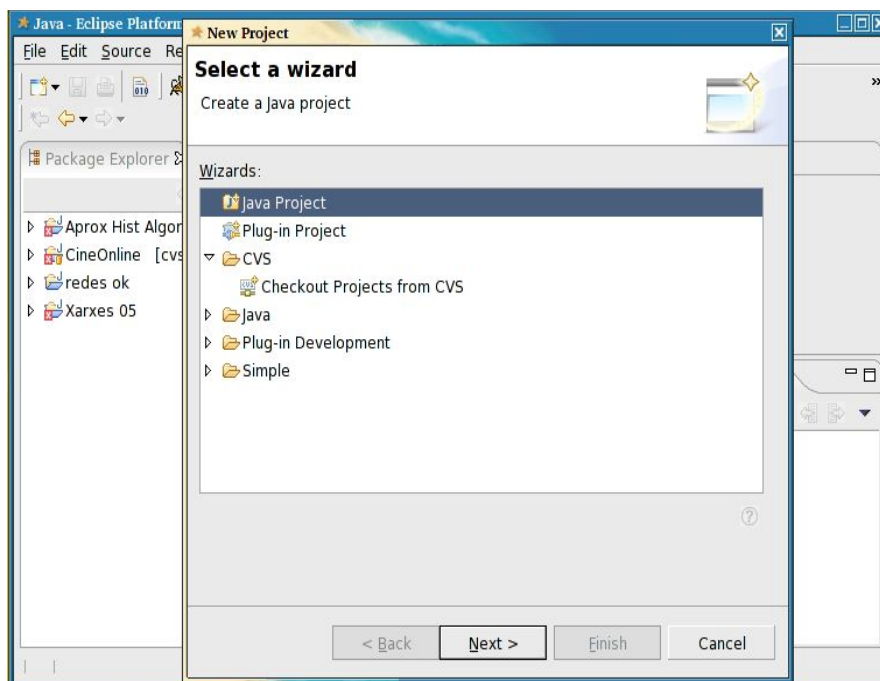 Java - Eclipse Platform
New Project
File Edit Source Re
Select a wizard
Create a Java project
Package Explorer
Wizards:
Java Project
Plug-in Project
CVS
Checkout Projects from CVS
Java
Plug-in Development
Simple
Aprox Hist Algor
CineOnline [cvs
redes ok
Xarxes 05
< Back Next > Finish Cancel